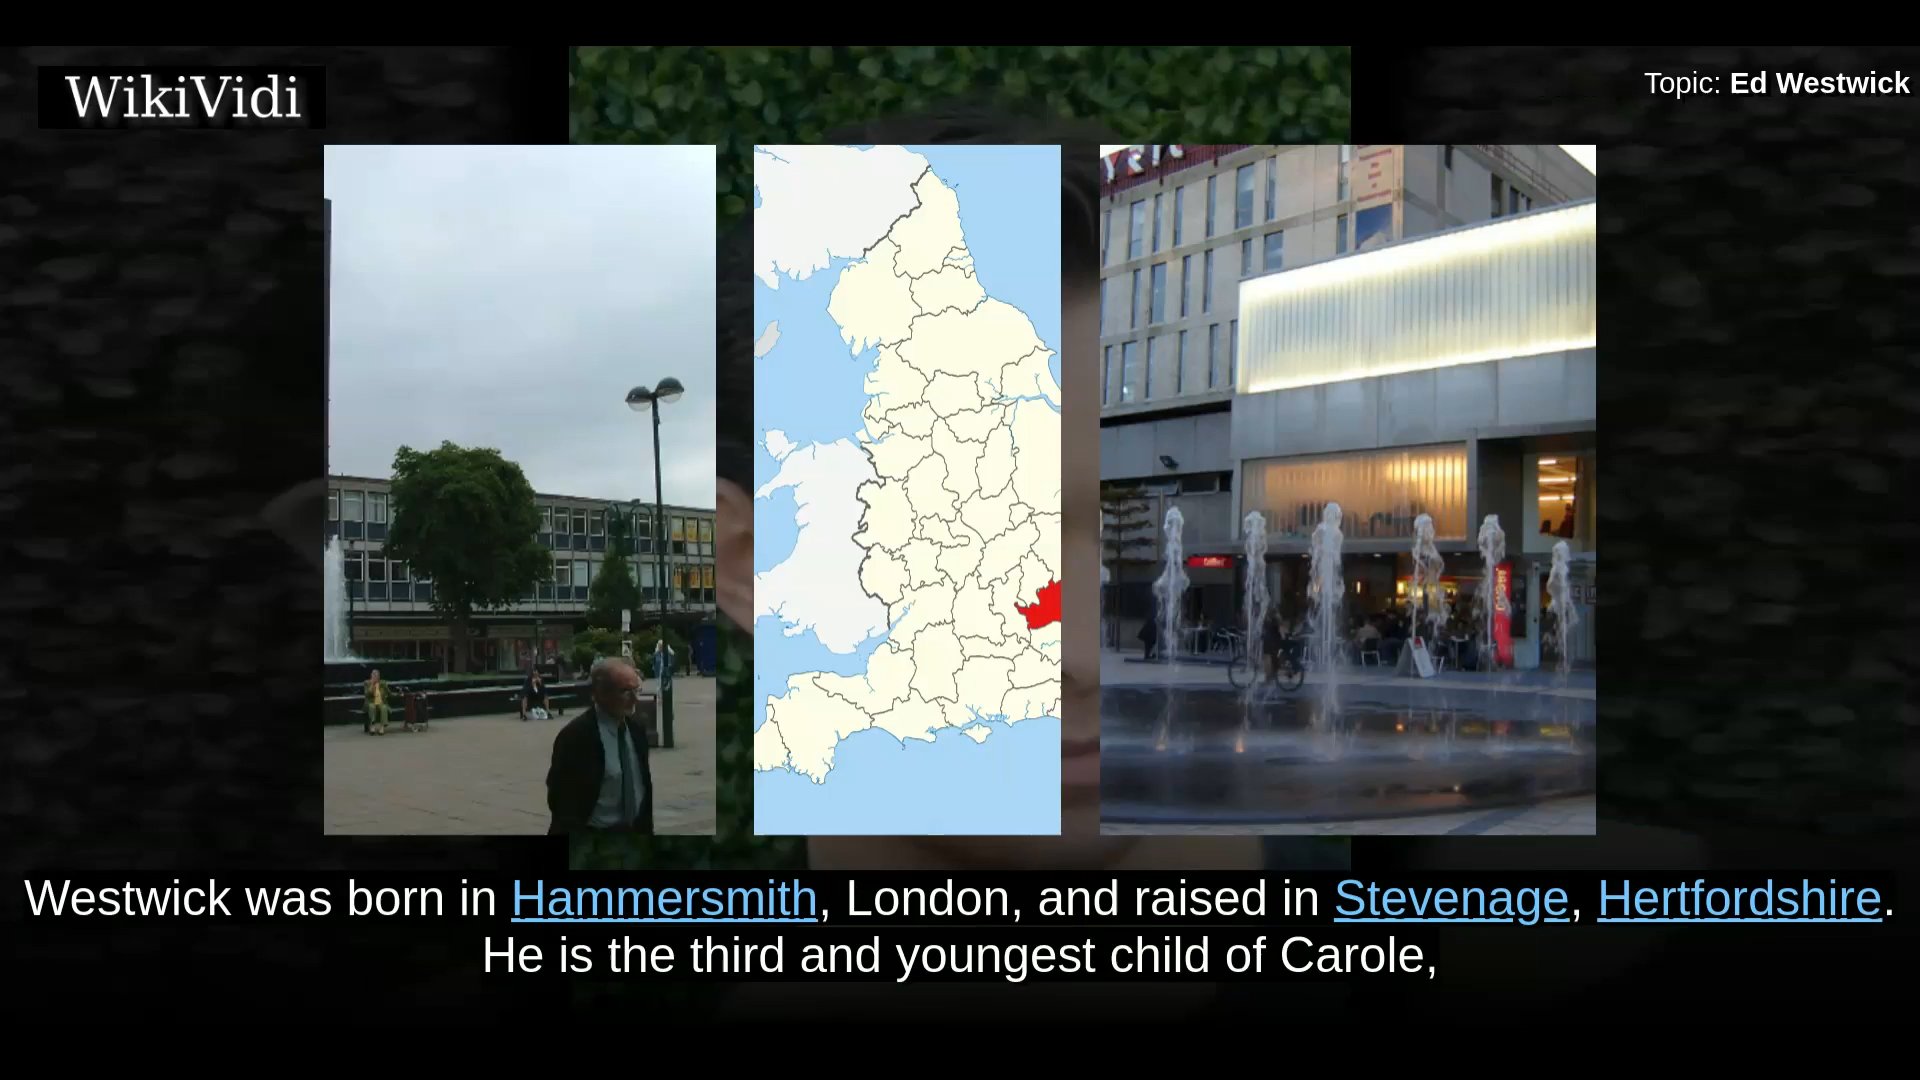 WikiVidi
Topic: Ed Westwick
Westwick was born in Hammersmith, London, and raised in Stevenage, Hertfordshire.
He is the third and youngest child of Carole,